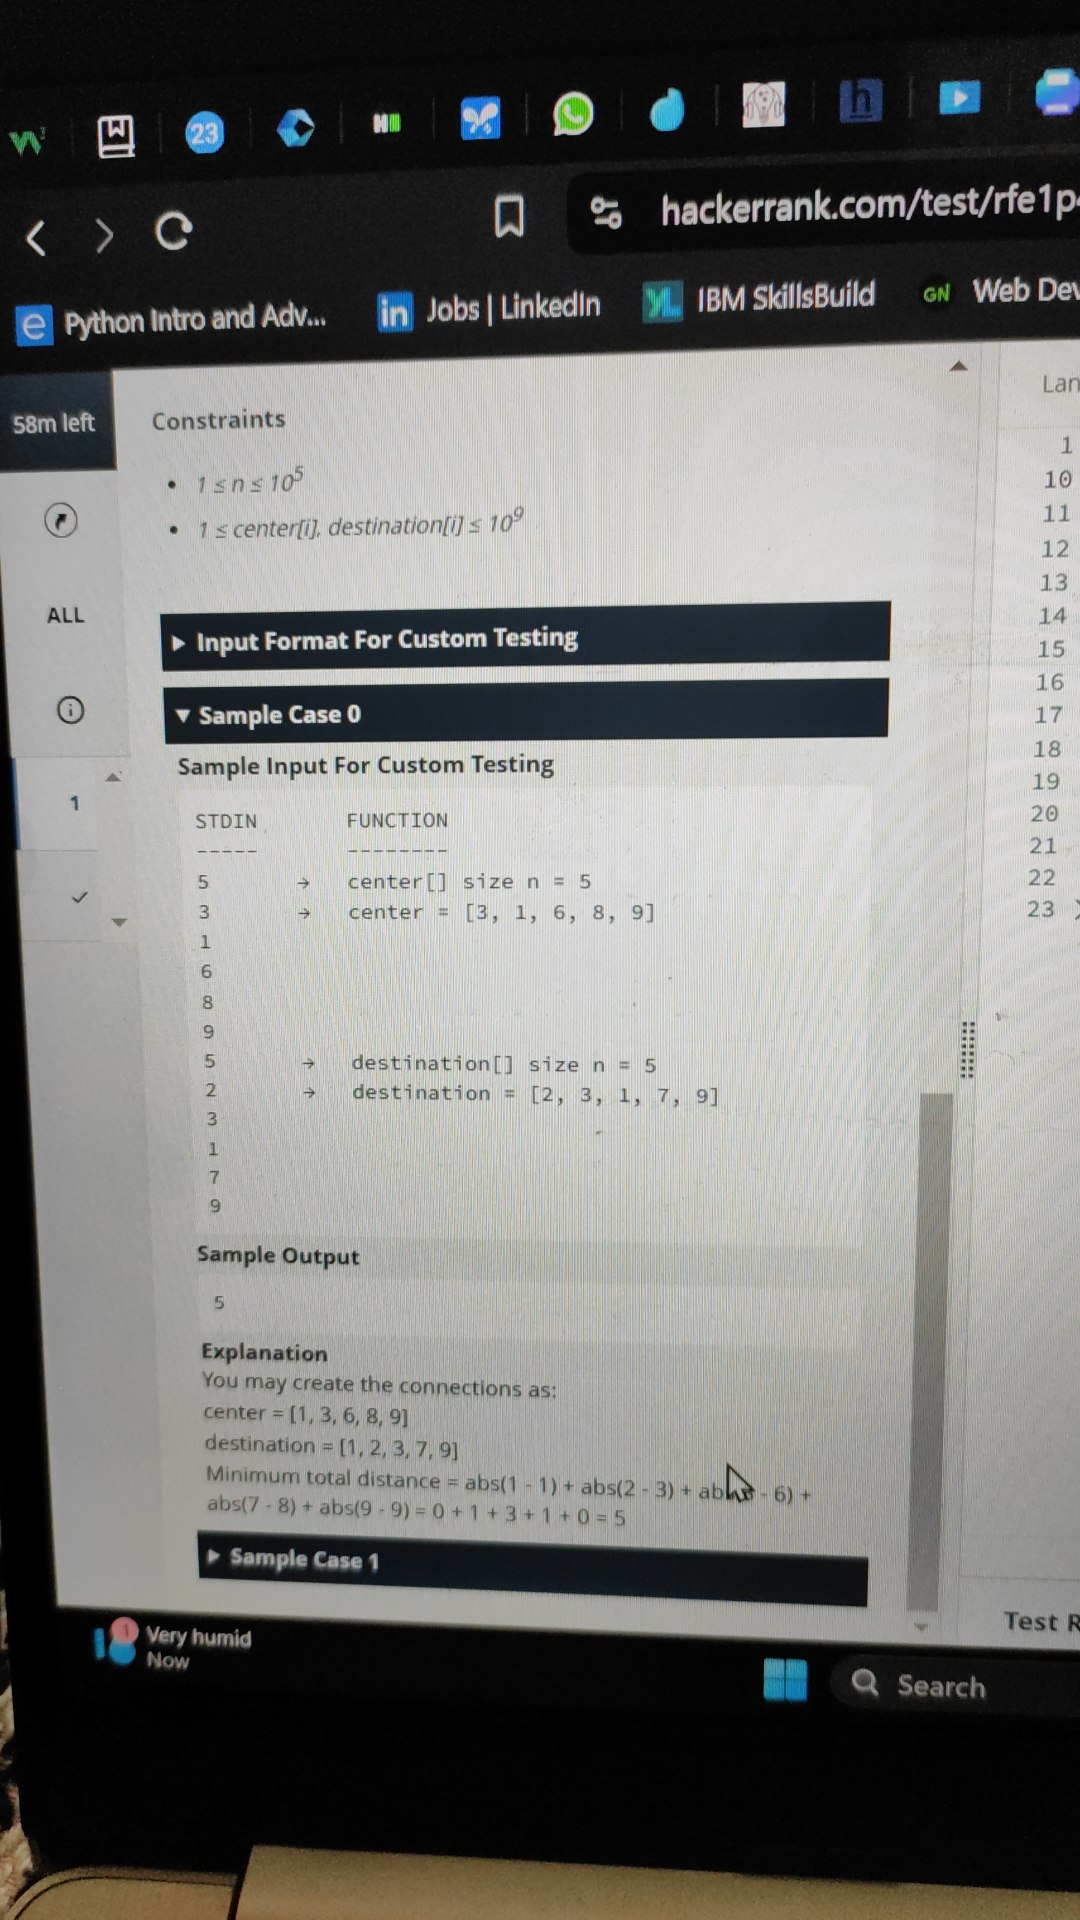 23
hackerrank.com/test/rfe1p
Python Intro and Adv...
in Jobs | LinkedIn
IBM SkillsBuild
GN Web Dev
58m left
Constraints
Lan
1 ≤ n ≤ 10^5
1 ≤ center[i], destination[i] ≤ 10^9
ALL
1
10
11
12
13
14
15
16
17
18
19
20
21
22
23
▶ Input Format For Custom Testing
▼ Sample Case 0
Sample Input For Custom Testing
1
STDIN FUNCTION
----- --------
5 → center[] size n = 5
3 → center = [3, 1, 6, 8, 9]
1
6
8
9
5 → destination[] size n = 5
2 → destination = [2, 3, 1, 7, 9]
3
1
7
9
Sample Output
5
Explanation
You may create the connections as:
center = [1, 3, 6, 8, 9]
destination = [1, 2, 3, 7, 9]
Minimum total distance = abs(1 - 1) + abs(2 - 3) + ab - 6) +
abs(7 - 8) + abs(9 - 9) = 0 + 1 + 3 + 1 + 0 = 5
▶ Sample Case 1
Test R
1
Very humid
Now
Search